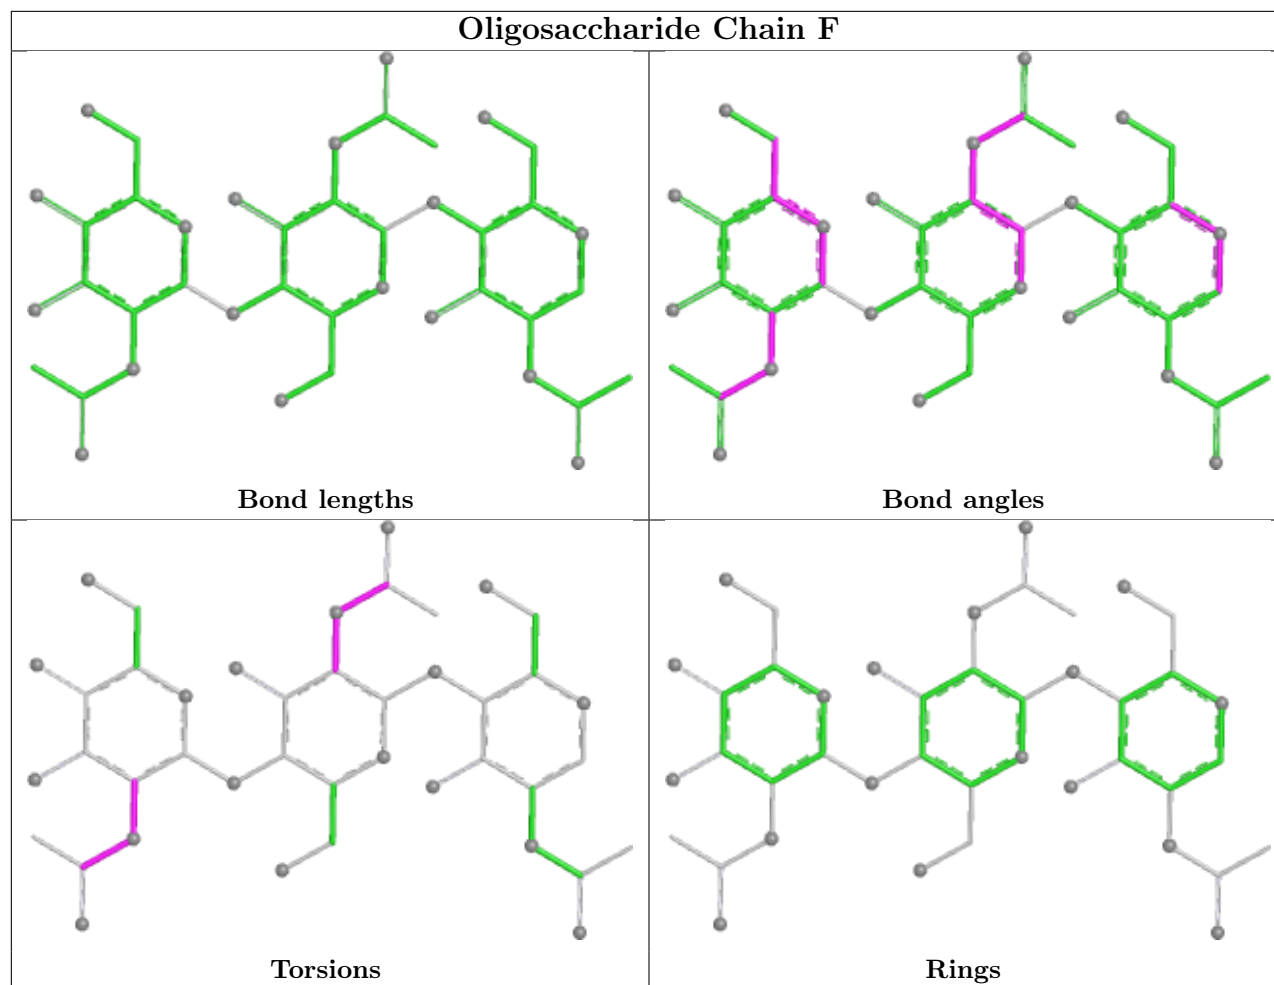 Oligosaccharide Chain F
Bond lengths
Bond angles
Torsions
Rings